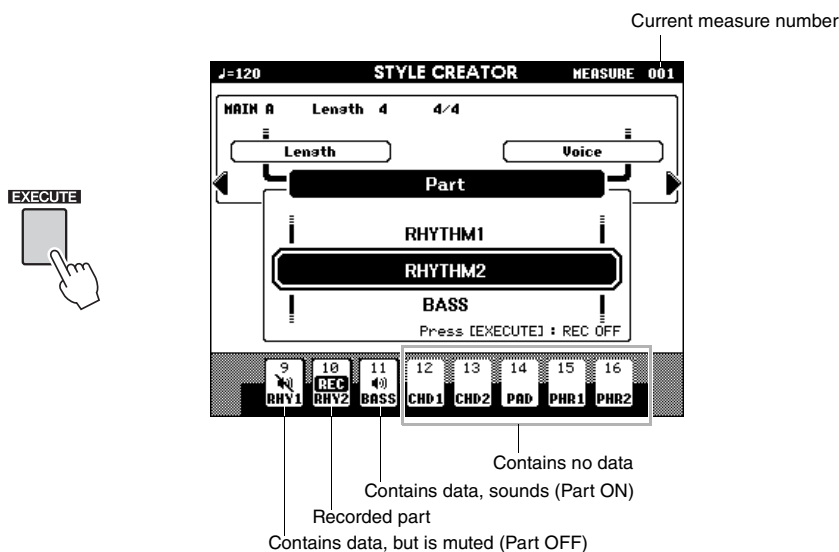 Current measure number
♩=120 STYLE CREATOR MEASURE 001
MAIN A Length 4 4/4
Length Voice
Part
EXECUTE
RHYTHM1
RHYTHM2
BASS
Press [EXECUTE] : REC OFF
9 10 11 12 13 14 15 16
REC
RHY1 RHY2 BASS CHD1 CHD2 PAD PHR1 PHR2
Contains no data
Contains data, sounds (Part ON)
Recorded part
Contains data, but is muted (Part OFF)